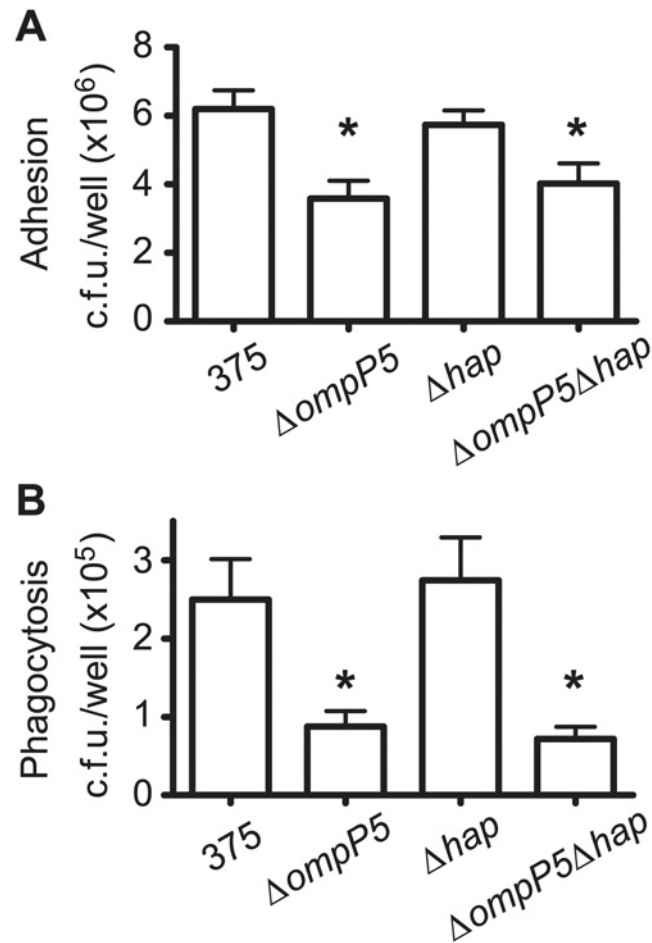 A
Adhesion
c.f.u./well (x10⁶)
8
6
4
2
0
*
*
375
ΔompP5
Δhap
ΔompP5Δhap
B
Phagocytosis
c.f.u./well (x10⁵)
3
2
1
0
*
*
375
ΔompP5
Δhap
ΔompP5Δhap